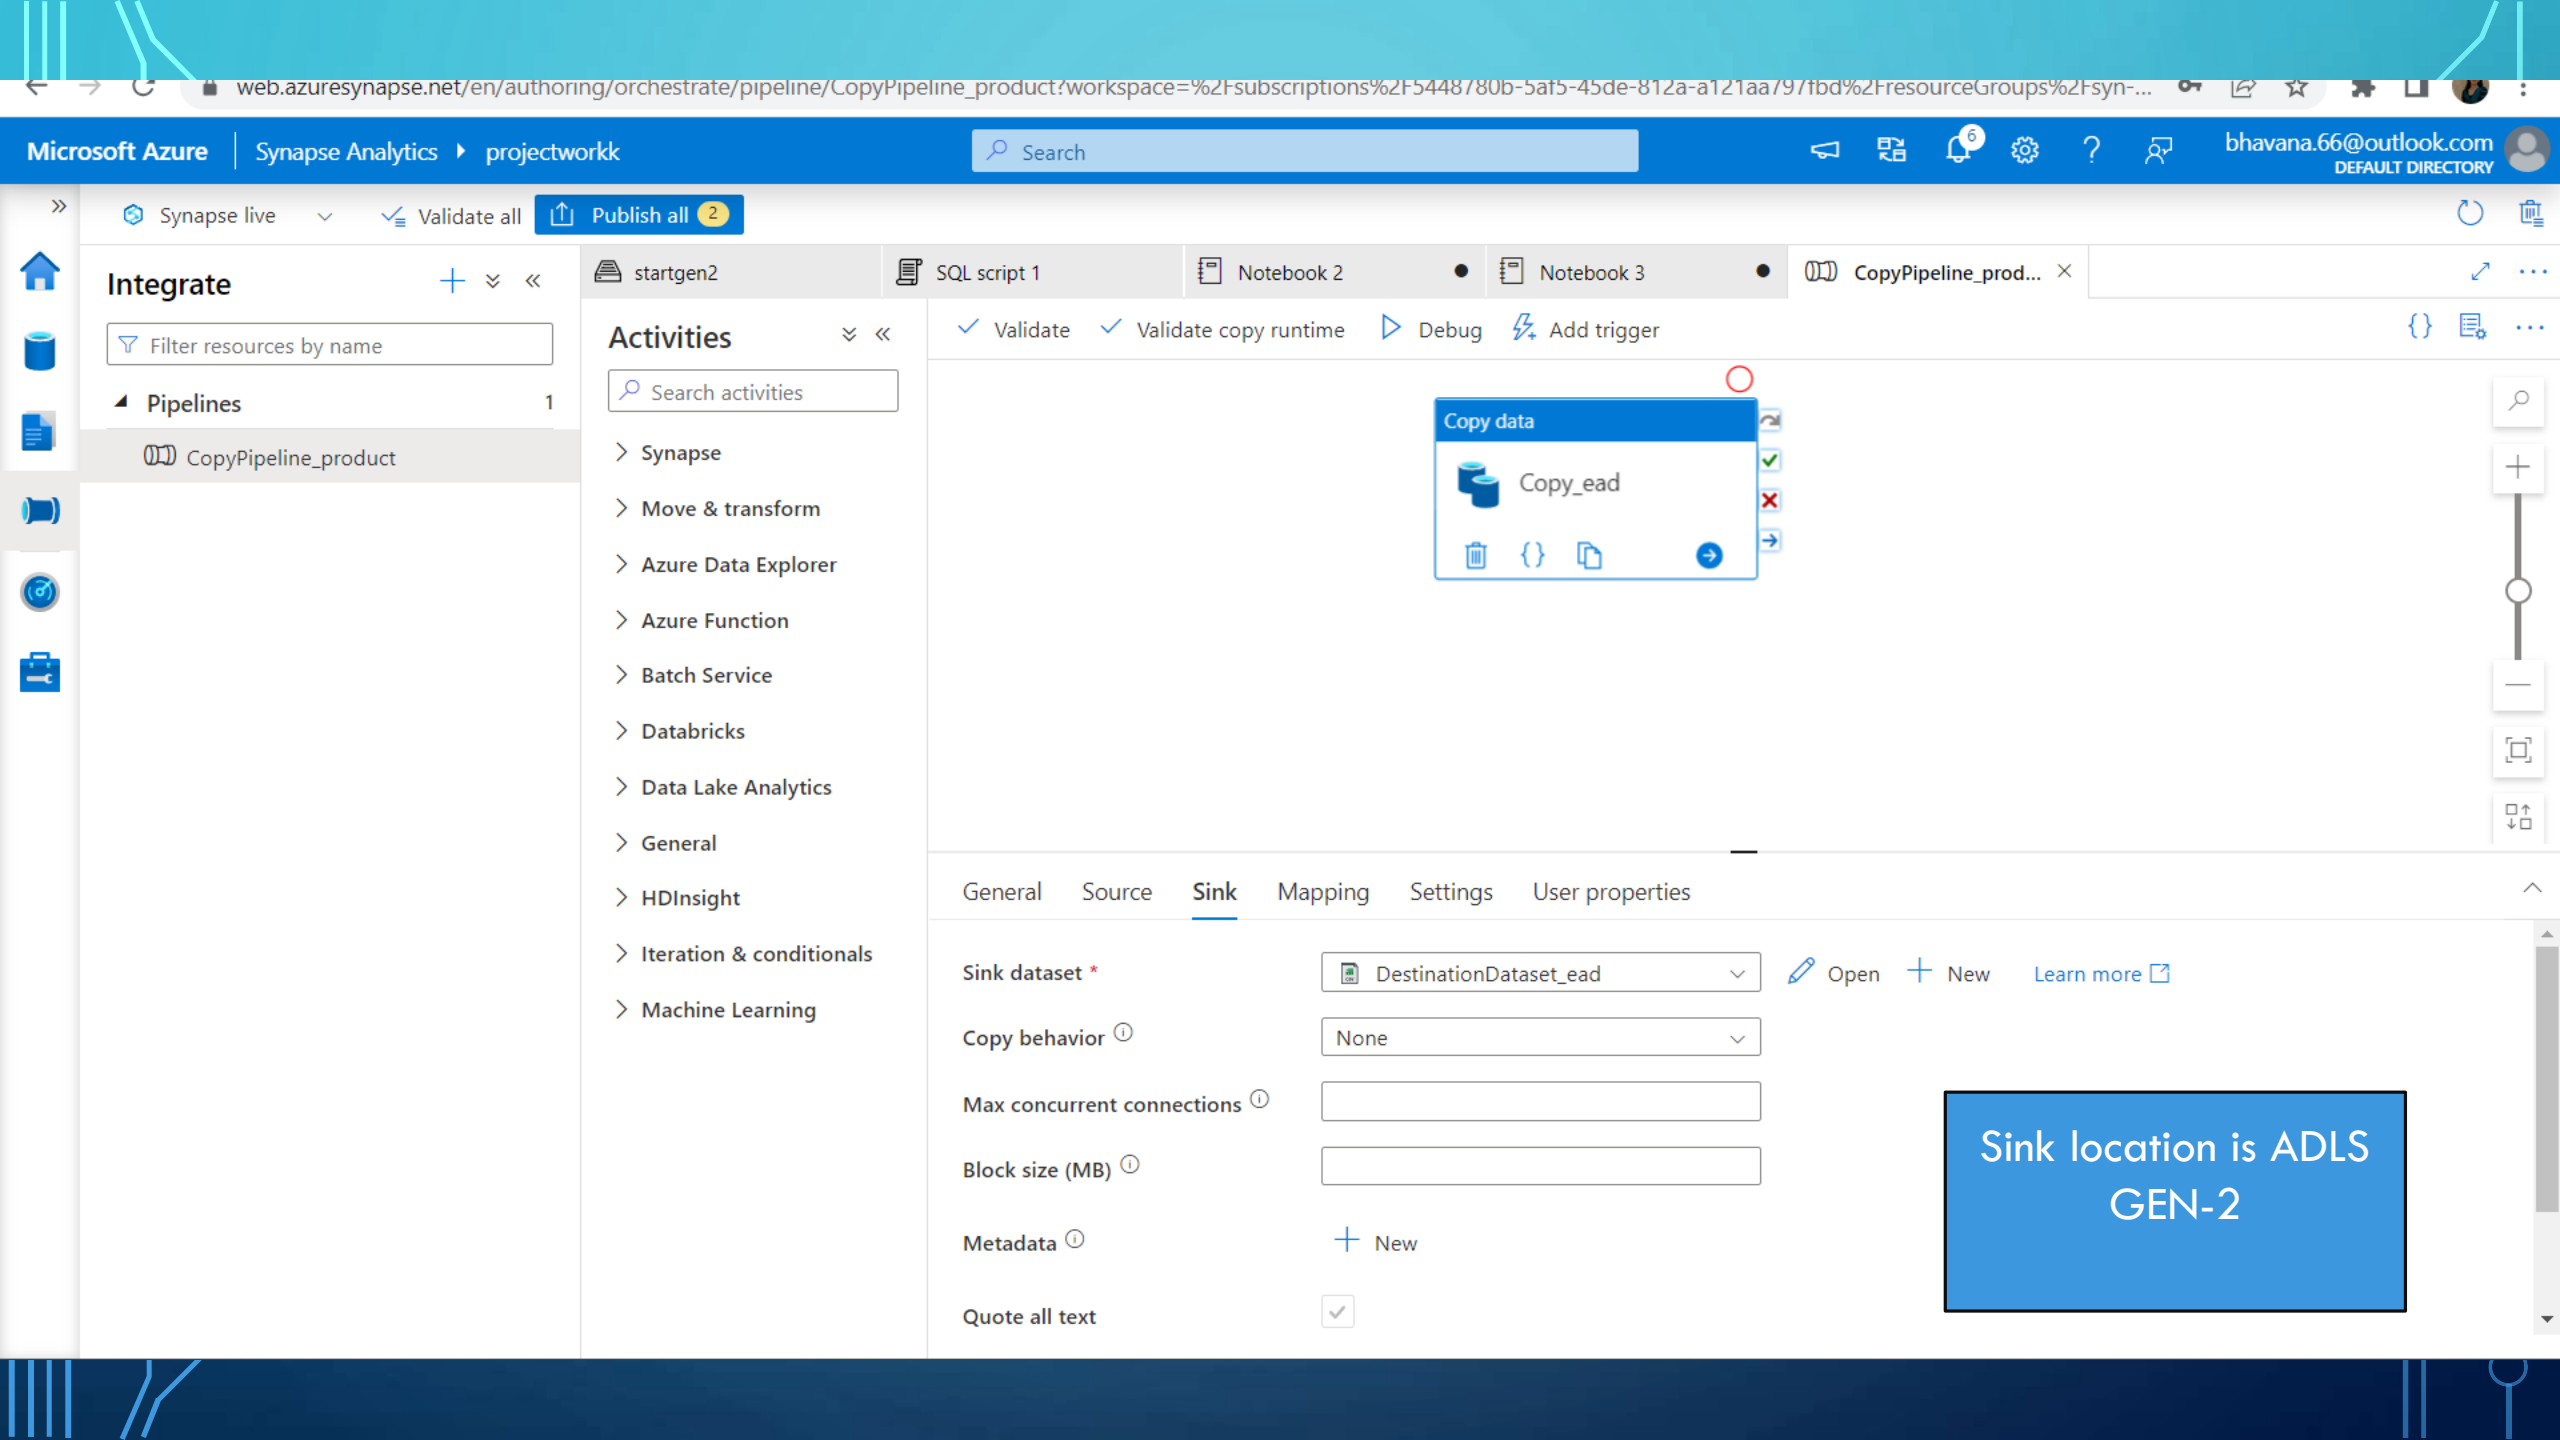 web.azuresynapse.net/en/authoring/orchestrate/pipeline/CopyPipeline_product?workspace=%2Fsubscriptions%2F5448780b-5af5-45de-812a-a121aa797fbd%2FresourceGroups%2Fsyn-...
Microsoft Azure
Synapse Analytics
projectworkk
Search
6
bhavana.66@outlook.com
DEFAULT DIRECTORY
Synapse live
Validate all
Publish all 2
Integrate
Filter resources by name
Pipelines 1
CopyPipeline_product
startgen2
SQL script 1
Notebook 2
Notebook 3
CopyPipeline_prod...
Activities
Search activities
Synapse
Move & transform
Azure Data Explorer
Azure Function
Batch Service
Databricks
Data Lake Analytics
General
HDInsight
Iteration & conditionals
Machine Learning
Validate
Validate copy runtime
Debug
Add trigger
Copy data
Copy_ead
General
Source
Sink
Mapping
Settings
User properties
Sink dataset *
DestinationDataset_ead
Open
New
Learn more
Copy behavior
None
Max concurrent connections
Block size (MB)
Metadata
New
Quote all text
Sink location is ADLS
GEN-2